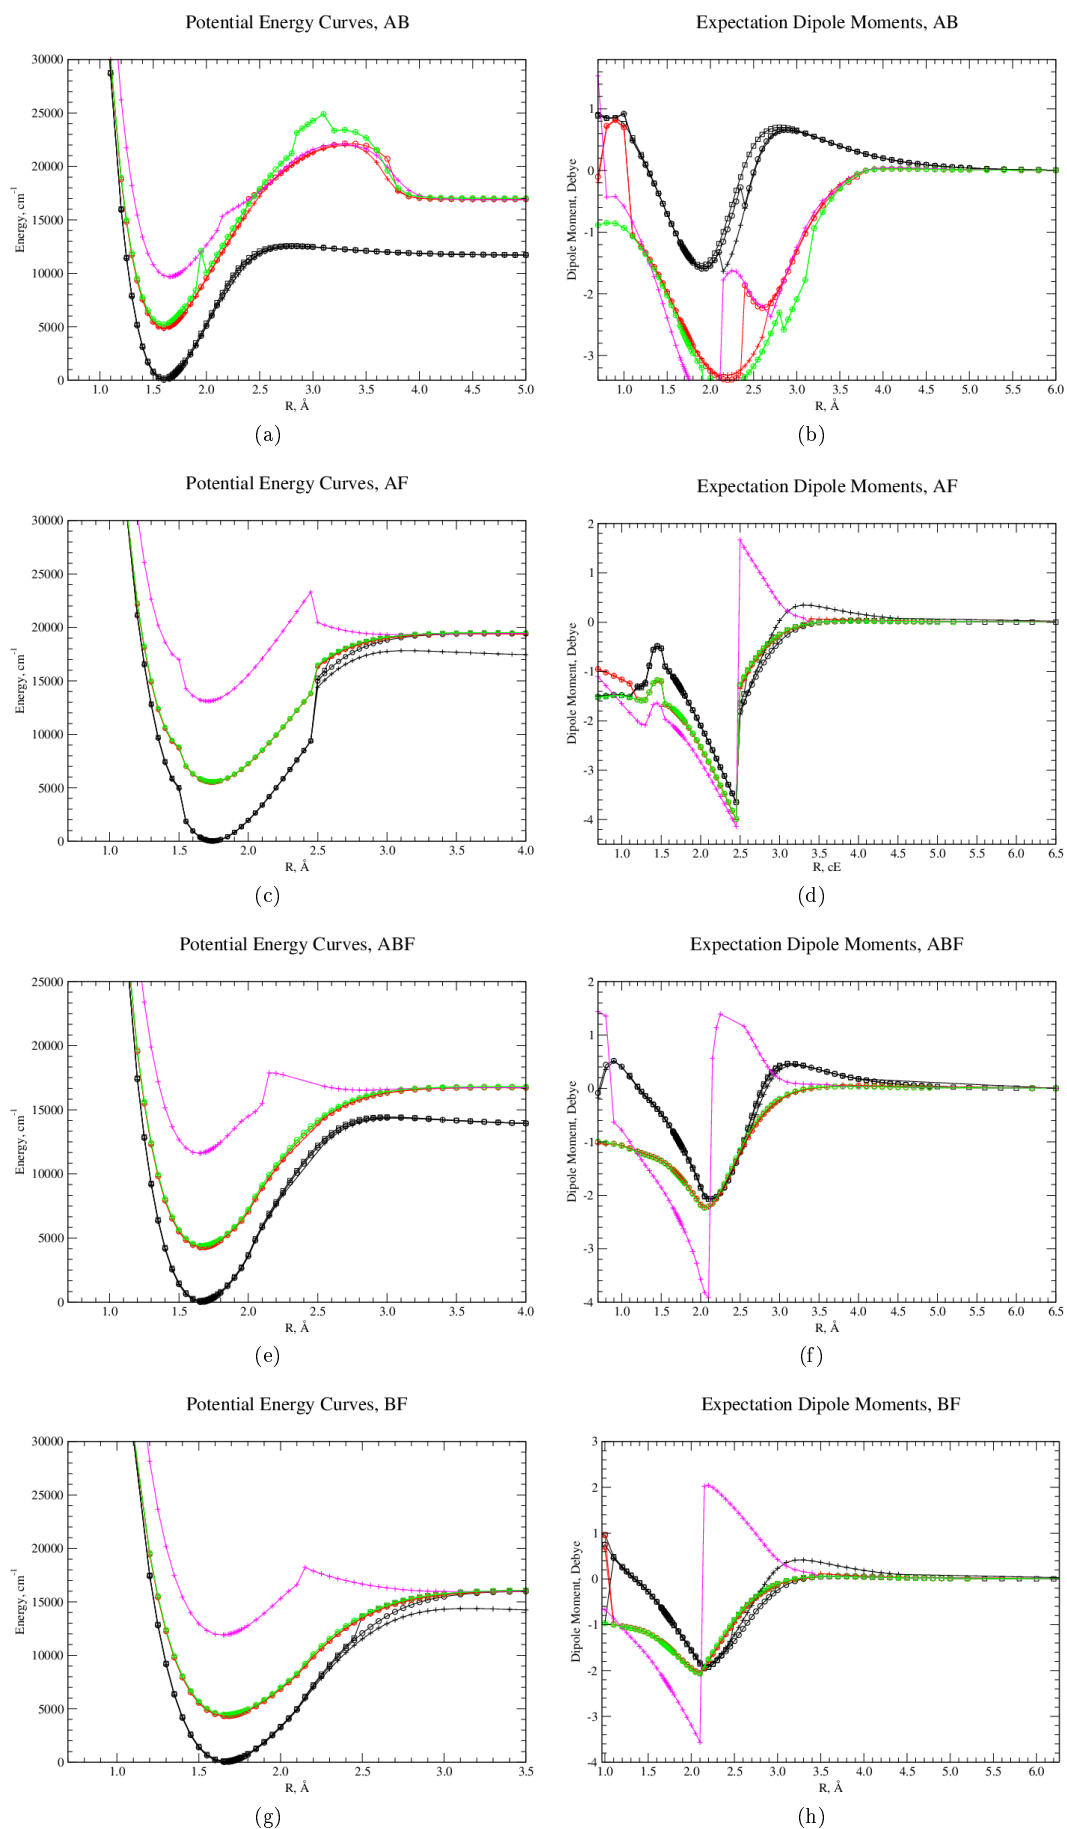 Potential Energy Curves, AB
Expectation Dipole Moments, AB
30000
25000
20000
15000
10000
5000
0
Energy, cm-1
1.0 1.5 2.0 2.5 3.0 3.5 4.0 4.5 5.0
R, Å
1
0
-1
-2
-3
Dipole Moment, Debye
1.0 1.5 2.0 2.5 3.0 3.5 4.0 4.5 5.0 5.5 6.0
R, Å
(a)
(b)
Potential Energy Curves, AF
Expectation Dipole Moments, AF
30000
25000
20000
15000
10000
5000
0
Energy, cm-1
1.0 1.5 2.0 2.5 3.0 3.5 4.0
R, Å
2
1
0
-1
-2
-3
-4
Dipole Moment, Debye
1.0 1.5 2.0 2.5 3.0 3.5 4.0 4.5 5.0 5.5 6.0 6.5
R, cE
(c)
(d)
Potential Energy Curves, ABF
Expectation Dipole Moments, ABF
25000
20000
15000
10000
5000
0
Energy, cm-1
1.0 1.5 2.0 2.5 3.0 3.5 4.0
R, Å
2
1
0
-1
-2
-3
-4
Dipole Moment, Debye
1.0 1.5 2.0 2.5 3.0 3.5 4.0 4.5 5.0 5.5 6.0 6.5
R, Å
(e)
(f)
Potential Energy Curves, BF
Expectation Dipole Moments, BF
30000
25000
20000
15000
10000
5000
0
Energy, cm-1
1.0 1.5 2.0 2.5 3.0 3.5
R, Å
3
2
1
0
-1
-2
-3
-4
Dipole Moment, Debye
1.0 1.5 2.0 2.5 3.0 3.5 4.0 4.5 5.0 5.5 6.0
R, Å
(g)
(h)